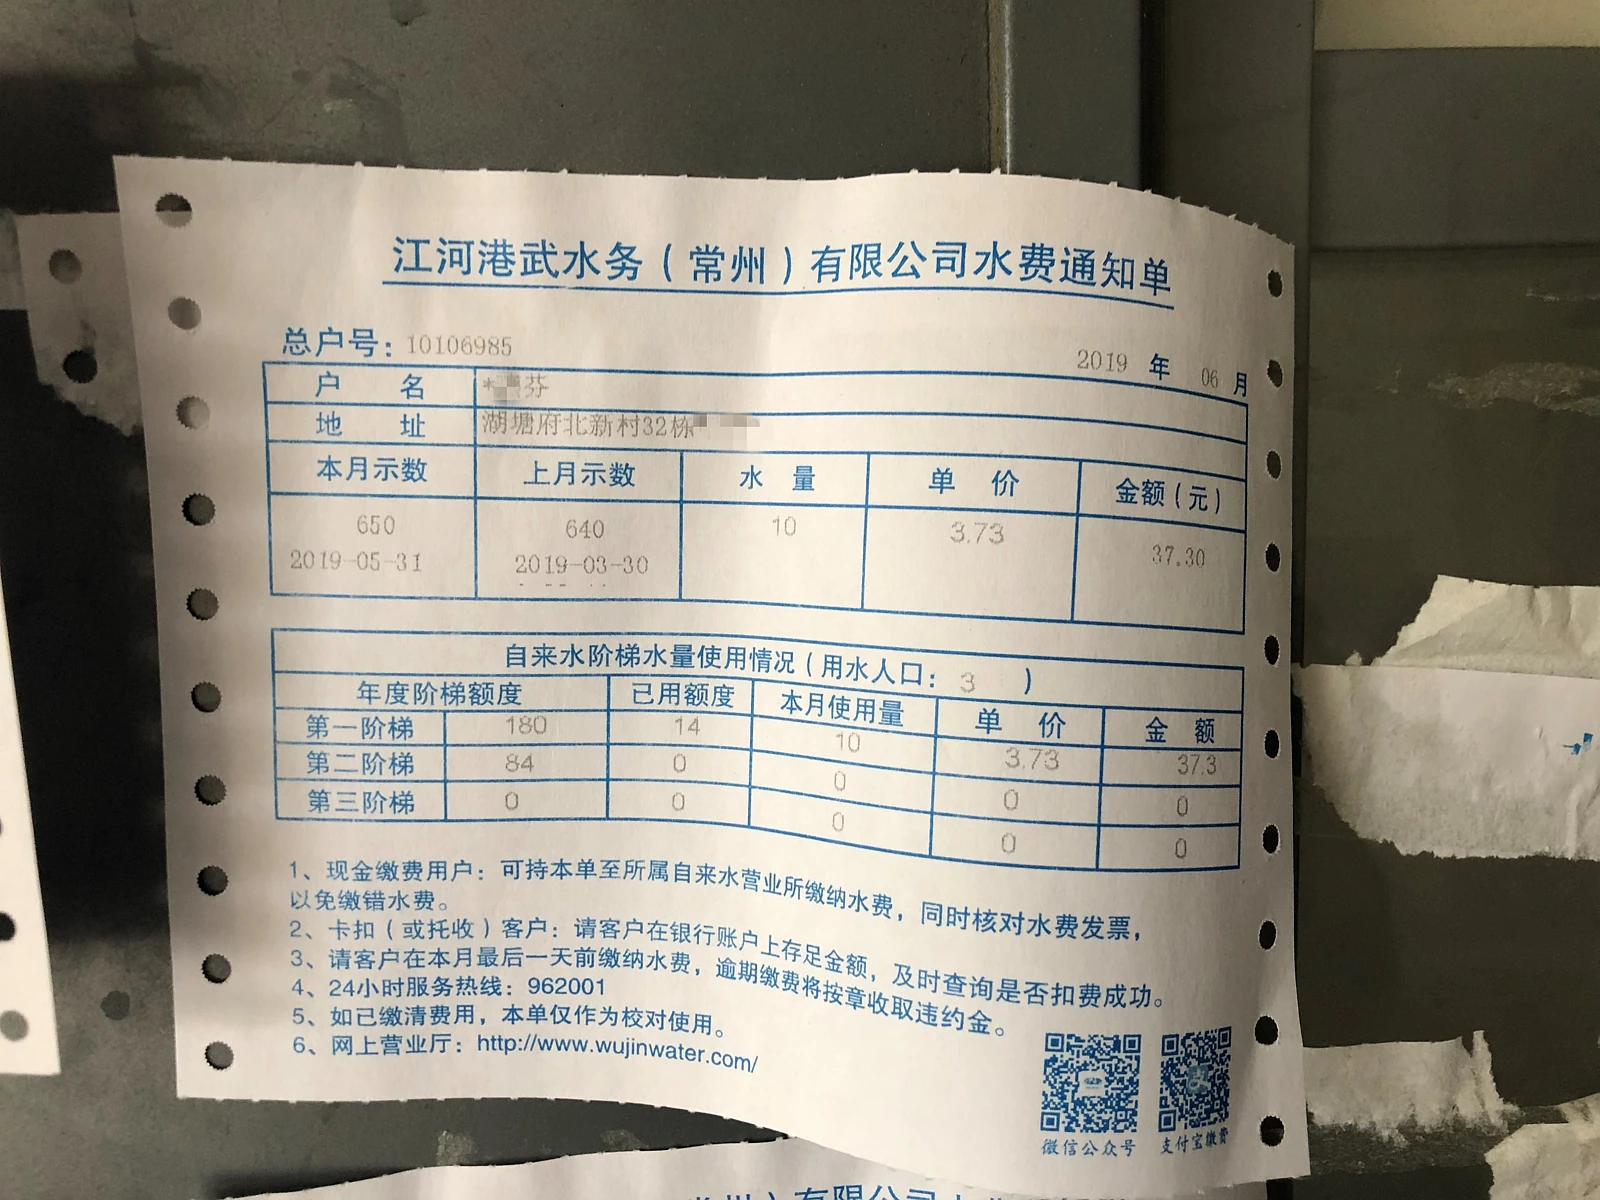 江河港武水务(常州)有限公司水费通知单
总户号:10106985 2019 年 06 月
户 名 * 芬
地 址 湖塘府北新村32栋
本月示数 上月示数 水 量 单 价 金额(元)
650 640 10 3.73 37.30
2019-05-31 2019-03-30
自来水阶梯水量使用情况(用水人口: 3 )
年度阶梯额度 已用额度 本月使用量 单 价 金 额
第一阶梯 180 14 10 3.73 37.3
第二阶梯 84 0 0 0 0
第三阶梯 0 0 0 0 0
1、现金缴费用户:可持本单至所属自来水营业所缴纳水费,同时核对水费发票,
以免缴错水费。
2、卡扣(或托收)客户:请客户在银行账户上存足金额,及时查询是否扣费成功。
3、请客户在本月最后一天前缴纳水费,逾期缴费将按章收取违约金。
4、24小时服务热线:962001
5、如已缴清费用,本单仅作为校对使用。
6、网上营业厅:http://www.wujinwater.com/
微信公众号 支付宝缴费